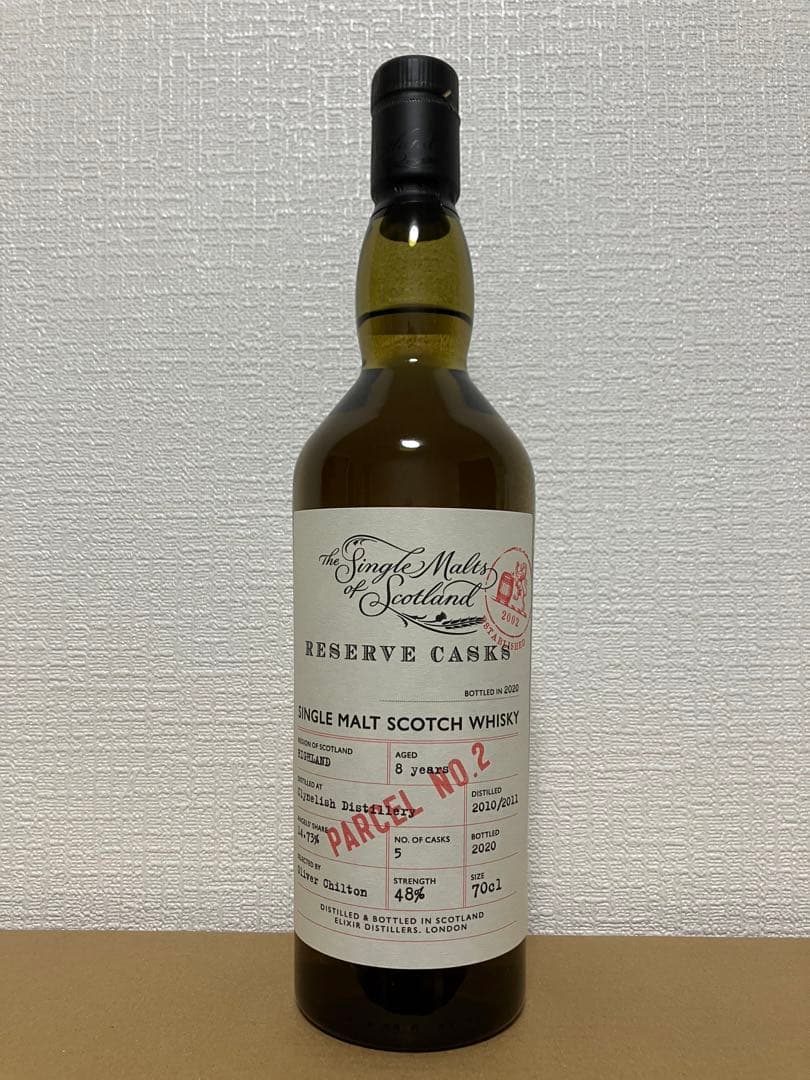 The Single Malts
of Scotland
2002
ESTABLISHED
RESERVE CASKS
BOTTLED IN 2020
SINGLE MALT SCOTCH WHISKY
REGION OF SCOTLAND
HIGHLAND
AGED
8 years
PARCEL NO.2
DISTILLED AT
Clynelish Distillery
DISTILLED
2010/2011
ANGELS' SHARE
14.73%
NO. OF CASKS
5
BOTTLED
2020
SELECTED BY
Oliver Chilton
STRENGTH
48%
SIZE
70cl
DISTILLED & BOTTLED IN SCOTLAND
ELIXIR DISTILLERS, LONDON